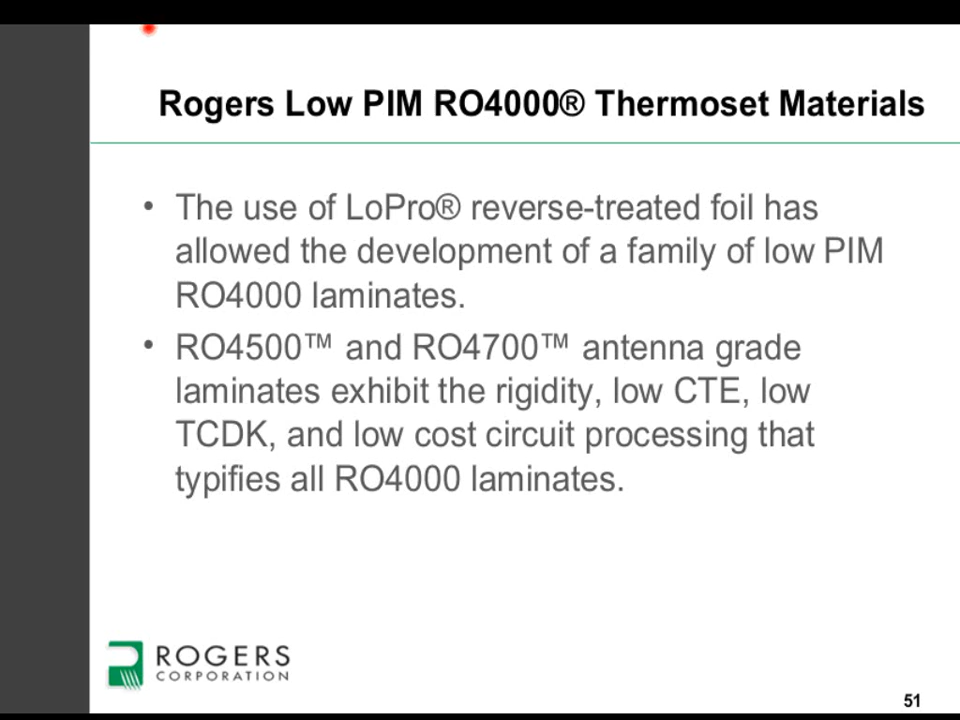 Rogers Low PIM RO4000® Thermoset Materials
• The use of LoPro® reverse-treated foil has
allowed the development of a family of low PIM
RO4000 laminates.
• RO4500™ and RO4700™ antenna grade
laminates exhibit the rigidity, low CTE, low
TCDK, and low cost circuit processing that
typifies all RO4000 laminates.
ROGERS
CORPORATION
51